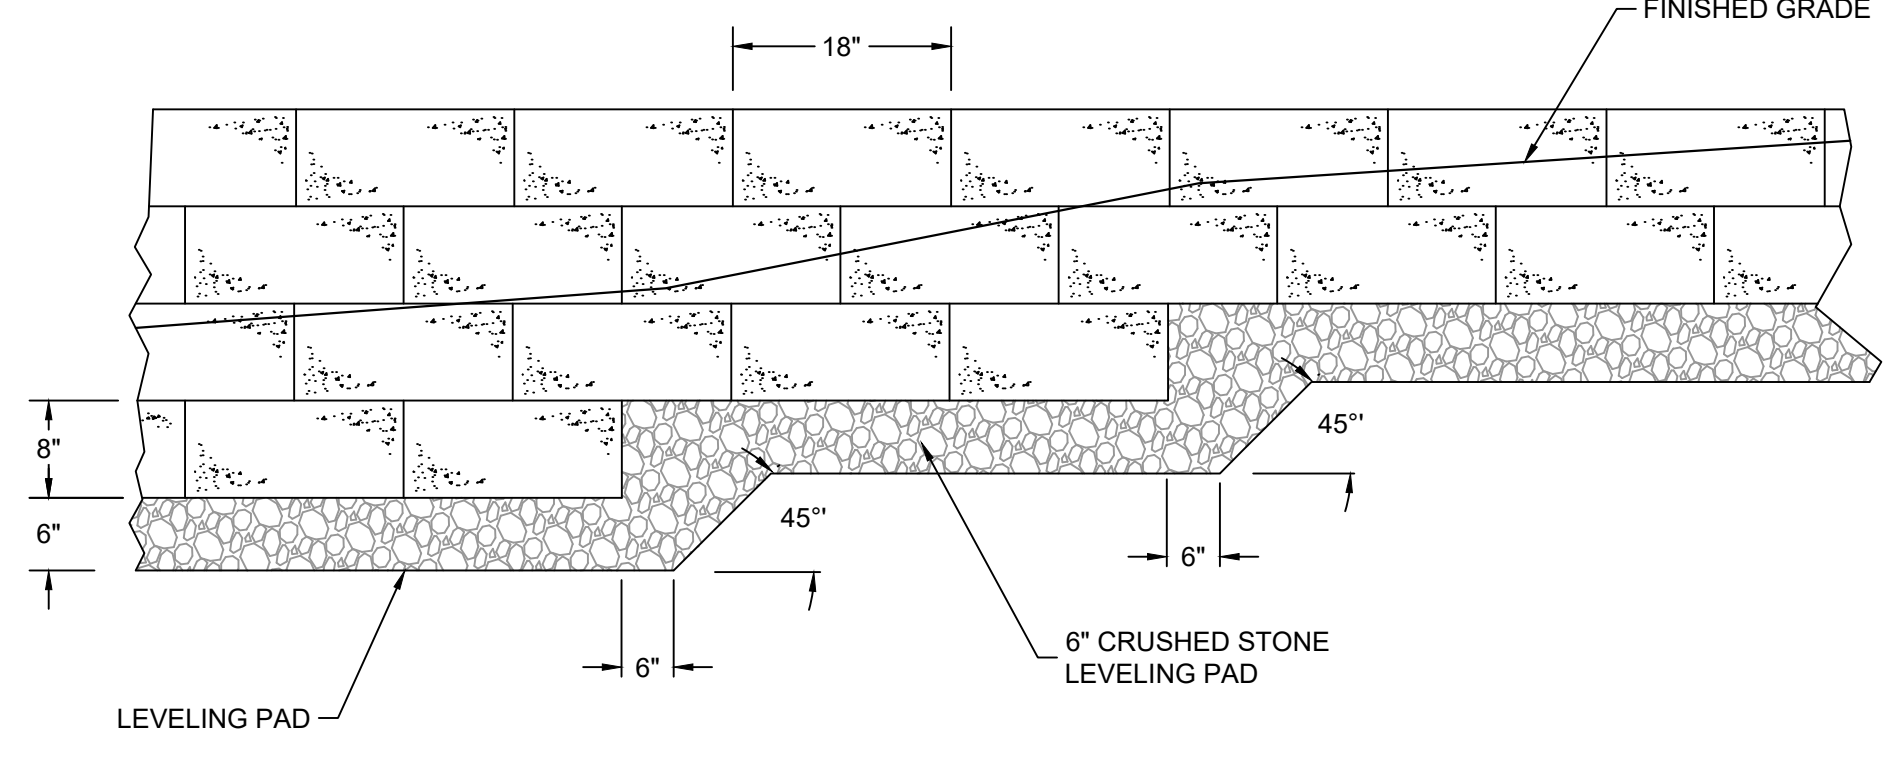 FINISHED GRADE
18"
45°'
8"
45°'
6"
6"
6" CRUSHED STONE
LEVELING PAD
6"
LEVELING PAD